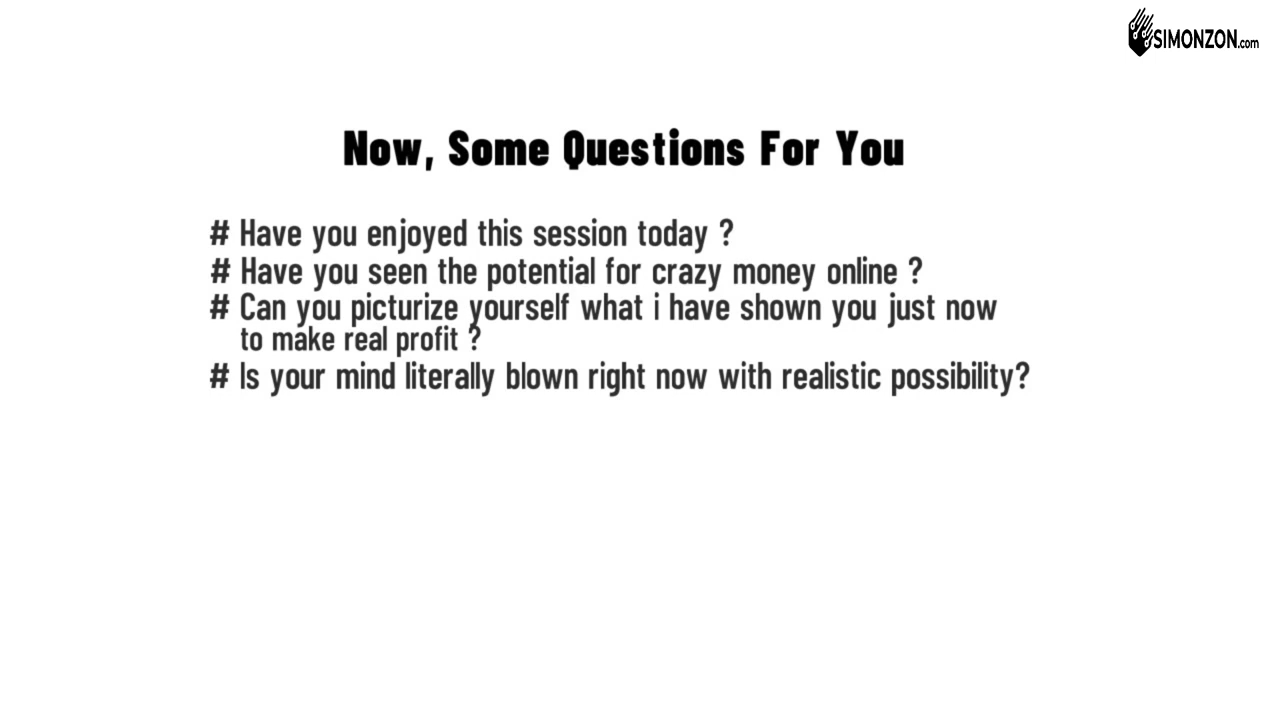 SIMONZON.com
Now, Some Questions For You
# Have you enjoyed this session today ?
# Have you seen the potential for crazy money online ?
# Can you picturize yourself what i have shown you just now
to make real profit ?
# Is your mind literally blown right now with realistic possibility?